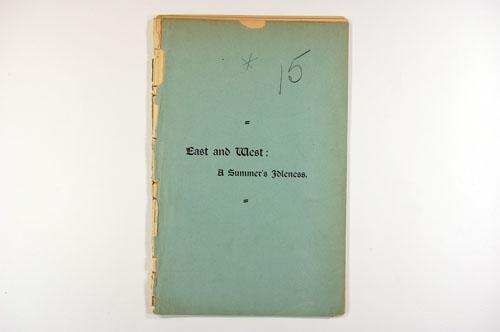 * 15
East and West:
A Summer's Idleness.